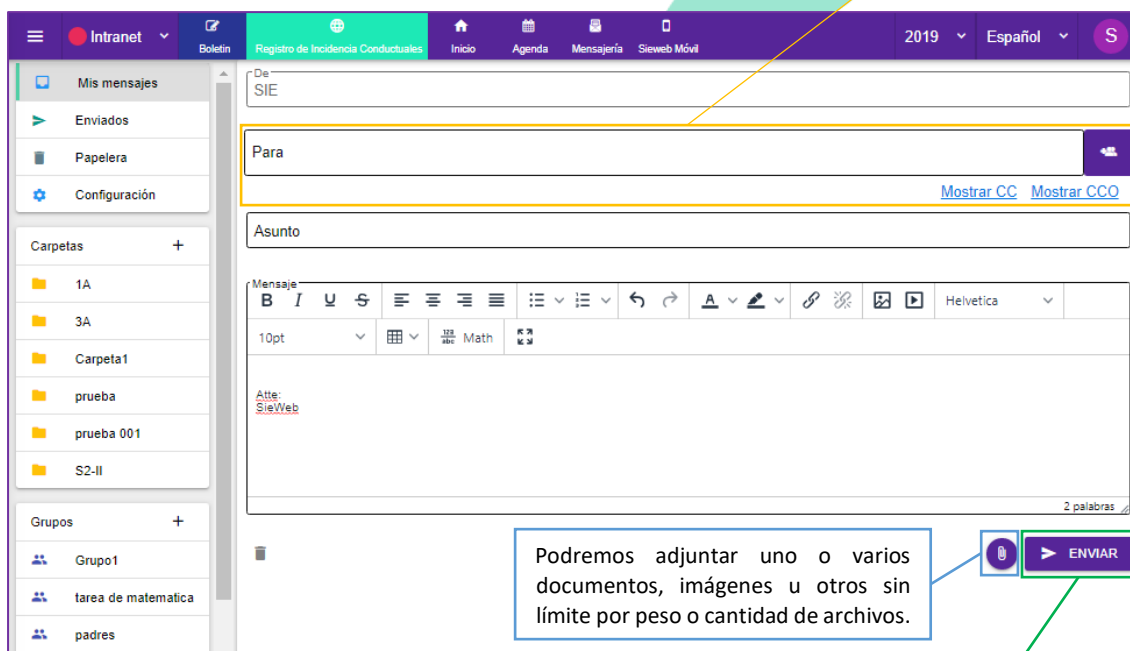 Intranet
Boletin
Registro de Incidencia Conductuales
Inicio
Agenda
Mensajería
Sieweb Móvil
2019
Español
S
Mis mensajes
Enviados
Papelera
Configuración
Carpetas +
1A
3A
Carpeta1
prueba
prueba 001
S2-II
Grupos +
Grupo1
tarea de matematica
padres
De
SIE
Para
Mostrar CC Mostrar CCO
Asunto
Mensaje
B I U S A Helvetica
10pt 123 abc Math
Atte:
SieWeb
2 palabras
Podremos adjuntar uno o varios
documentos, imágenes u otros sin
límite por peso o cantidad de archivos.
ENVIAR